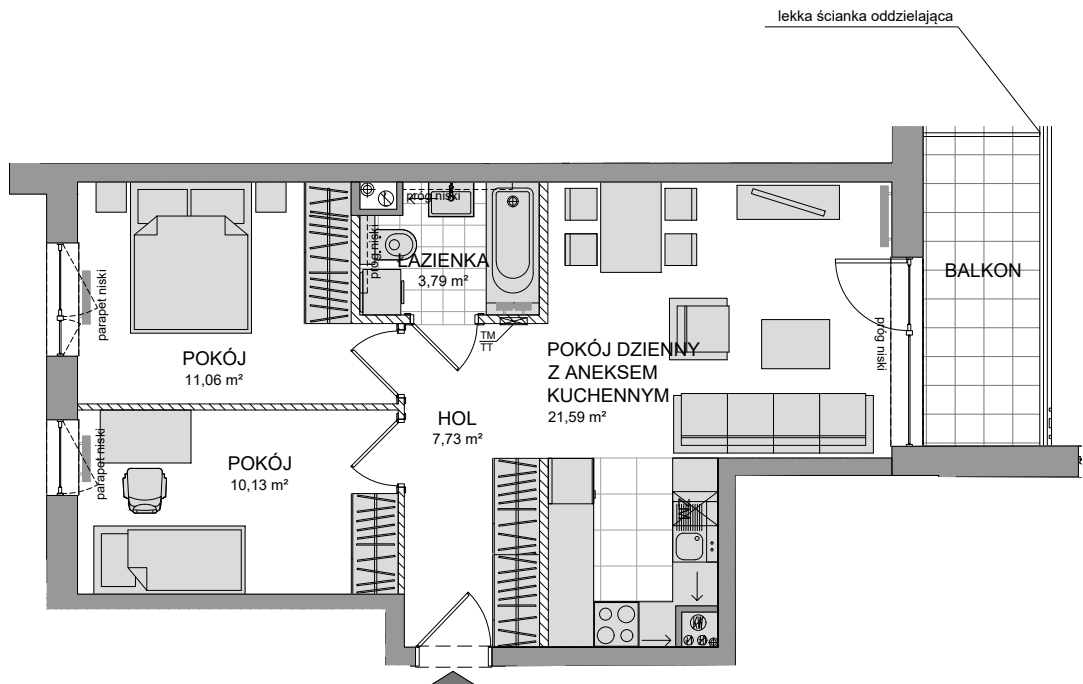 lekka ścianka oddzielająca
próg niski
próg niski
ŁAZIENKA
3,79 m²
BALKON
parapet niski
próg niski
TM
TT
POKÓJ
11,06 m²
POKÓJ DZIENNY
Z ANEKSEM
KUCHENNYM
21,59 m²
HOL
7,73 m²
parapet niski
POKÓJ
10,13 m²
ZM